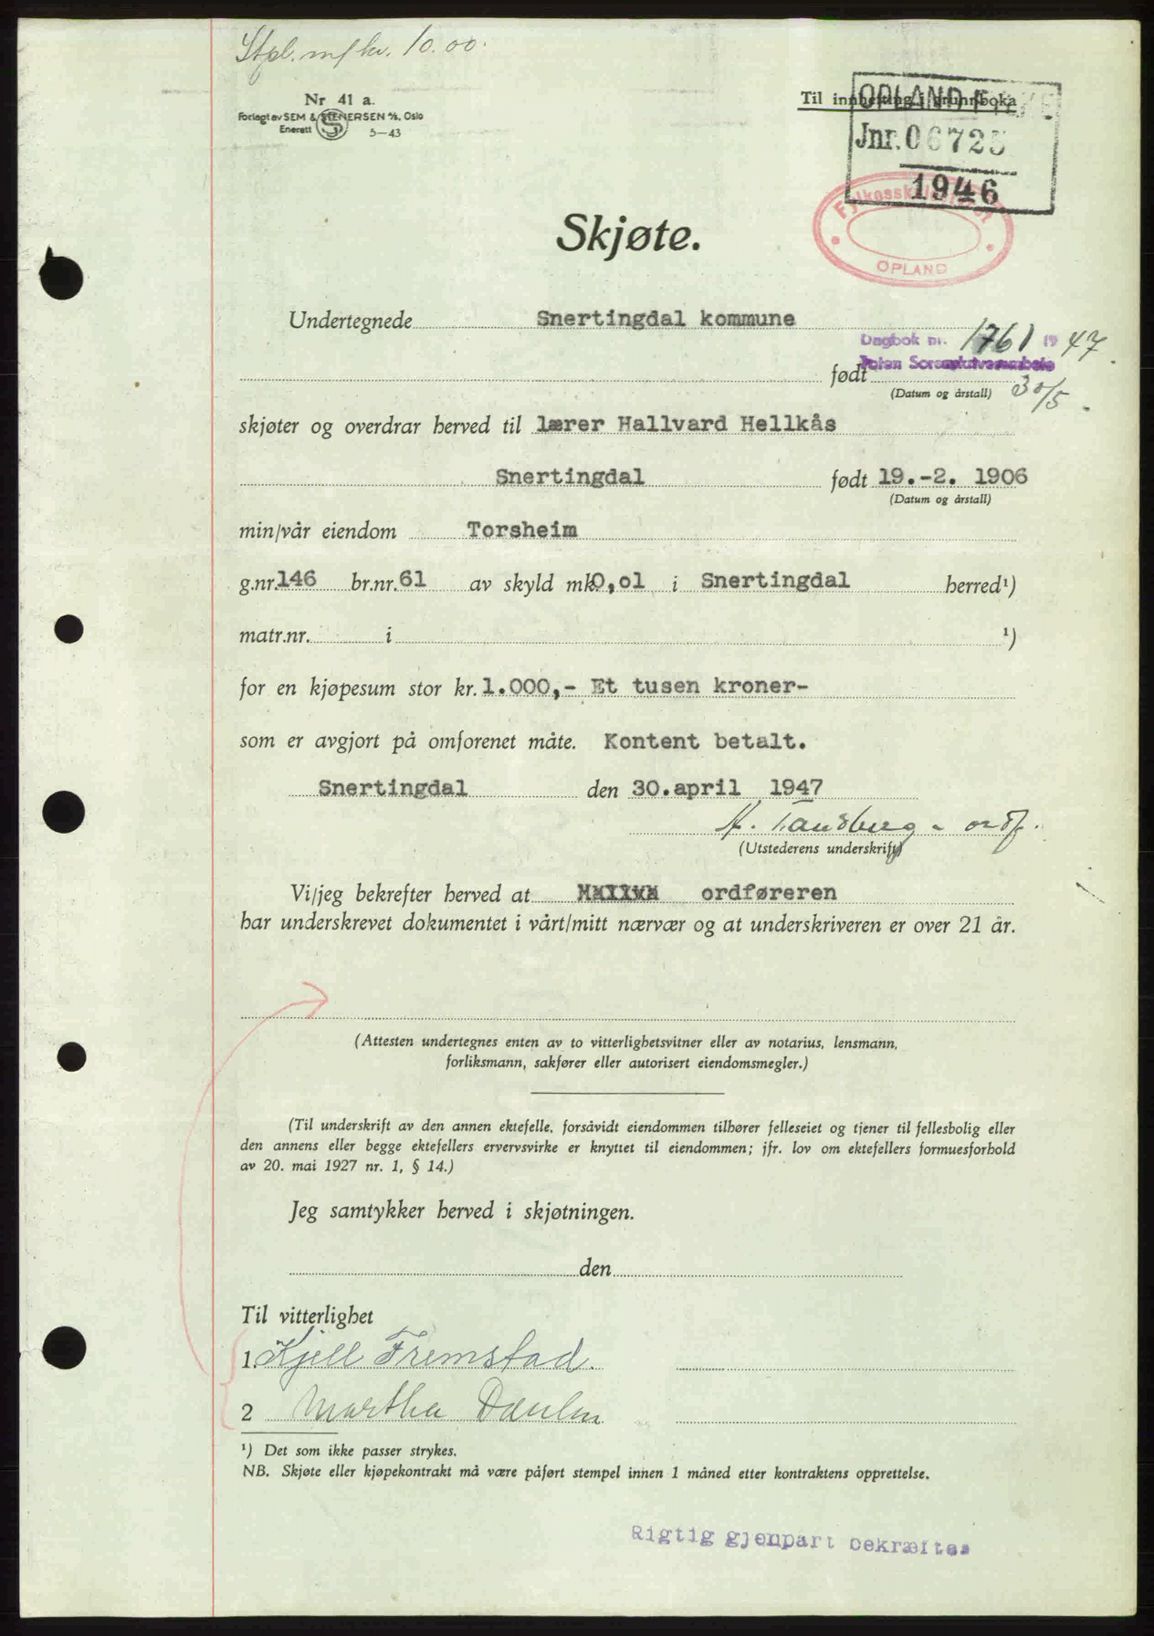 Stpl. m/ kr. 10.00.
Nr 41 a.
Forlagt av SEM & STENERSEN A/S, Oslo
Enerett 5—43
Til innhefting i grunnboka
OPLAND
Jnr. 06725
1946
Fylkesskattekontoret
OPLAND
Skjøte.
Undertegnede Snertingdal kommune
Dagbok nr. 1761 19 47.
Toten Sorenskriverembete
født
(Datum og årstall) 30/5.
skjøter og overdrar herved til lærer Hallvard Hellkås
Snertingdal født 19.-2. 1906
(Datum og årstall)
min/vår eiendom Torsheim
g.nr. 146 br.nr. 61 av skyld mk 0,01 i Snertingdal herred¹)
matr.nr. i ¹)
for en kjøpesum stor kr. 1.000,- Et tusen kroner-
som er avgjort på omforenet måte. Kontent betalt.
Snertingdal den 30.april 1947
(Utstederens underskrift)
Vi/jeg bekrefter herved at ordføreren
har underskrevet dokumentet i vårt/mitt nærvær og at underskriveren er over 21 år.
(Attesten undertegnes enten av to vitterlighetsvitner eller av notarius, lensmann,
forliksmann, sakfører eller autorisert eiendomsmegler.)
(Til underskrift av den annen ektefelle, forsåvidt eiendommen tilhører felleseiet og tjener til fellesbolig eller
den annens eller begge ektefellers ervervsvirke er knyttet til eiendommen; jfr. lov om ektefellers formuesforhold
av 20. mai 1927 nr. 1, § 14.)
Jeg samtykker herved i skjøtningen.
den
Til vitterlighet
1. Kjell Fremstad.
2 Martha
¹) Det som ikke passer strykes.
NB. Skjøte eller kjøpekontrakt må være påført stempel innen 1 måned etter kontraktens opprettelse.
Rigtig gjenpart bekræftes